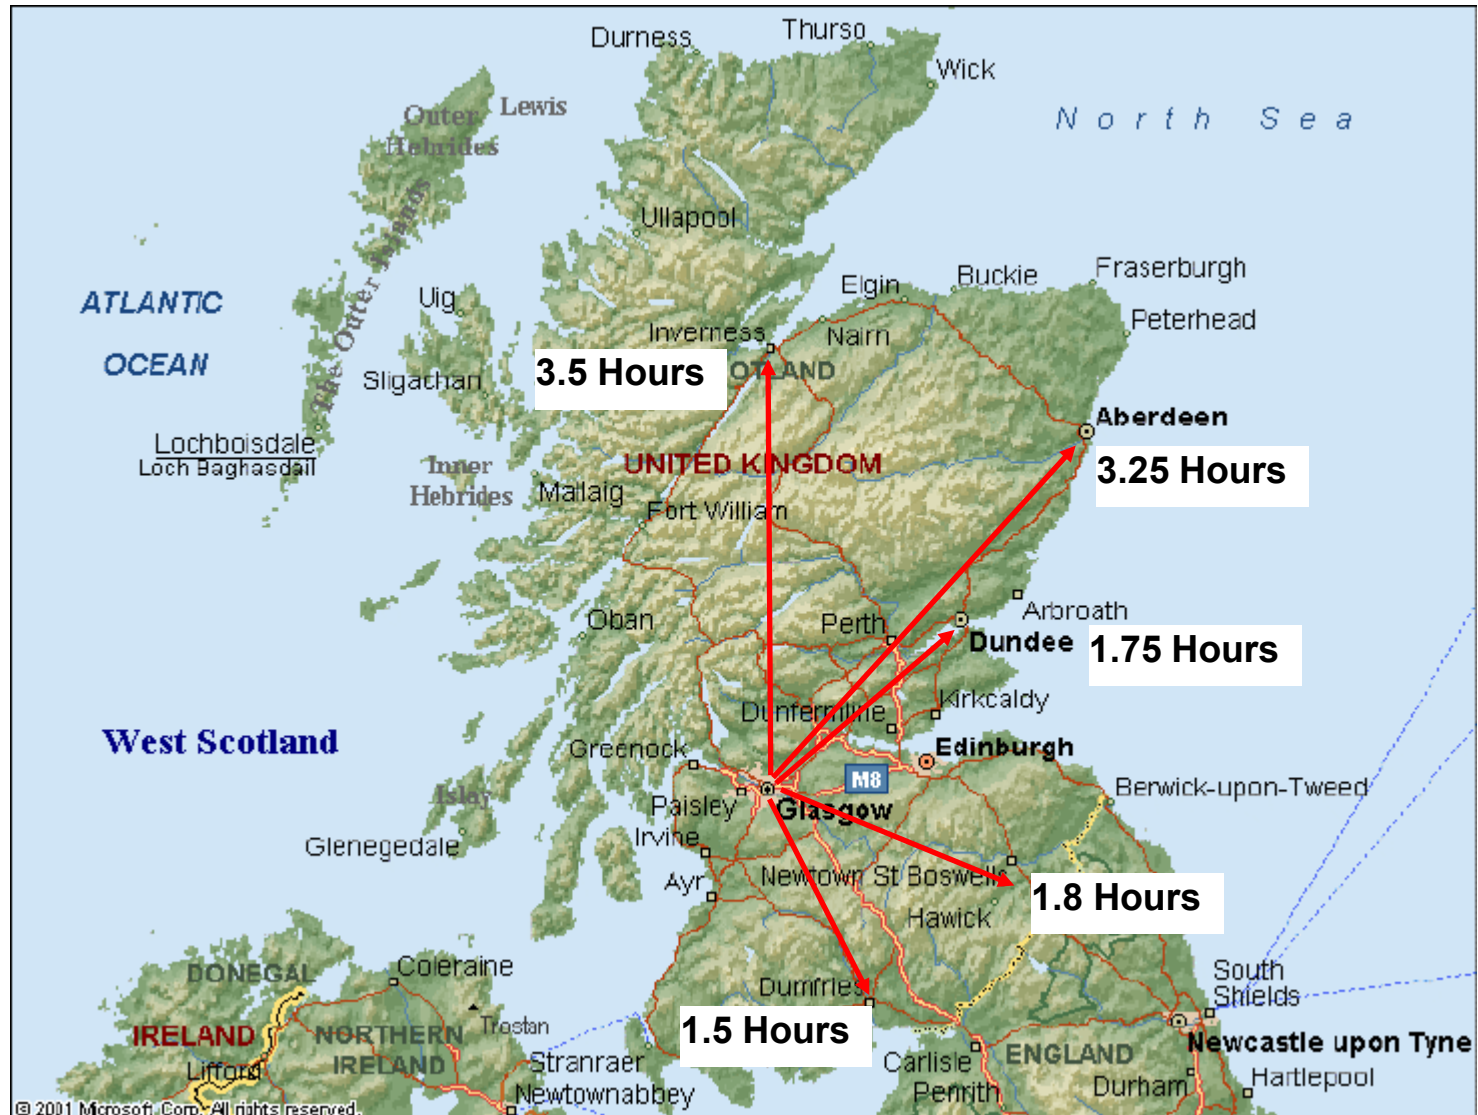 Thurso
Durness
Wick
Lewis
Outer
Hebrides
North Sea
The Outer Islands
Ullapool
Fraserburgh
Buckie
Elgin
Uig
ATLANTIC
OCEAN
Peterhead
Inverness
Nairn
3.5 Hours
OTLAND
Sligachan
Aberdeen
Lochboisdale
Loch Baghasdail
UNITED KINGDOM
3.25 Hours
Inner
Hebrides
Mallaig
Fort William
Arbroath
Oban
Perth
Dundee
1.75 Hours
Kirkcaldy
Dunfermline
West Scotland
Greenock
Edinburgh
M8
Berwick-upon-Tweed
Islay
Paisley
Glasgow
Irvine
Glenegedale
Newtown St Boswells
Ayr
1.8 Hours
Hawick
DONEGAL
Coleraine
South
Shields
Dumfries
IRELAND
NORTHERN
IRELAND
Trostan
1.5 Hours
Newcastle upon Tyne
Lifford
Stranraer
Carlisle
ENGLAND
Newtownabbey
Penrith
Durham
Hartlepool
© 2001 Microsoft Corp. All rights reserved.